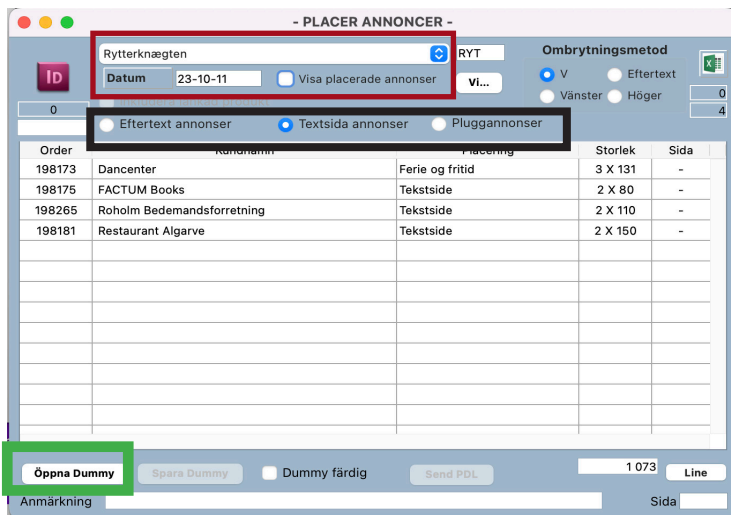 - PLACER ANNONCER -
Rytterknægten RYT Ombrytningsmetod
ID Datum 23-10-11 Visa placerade annonser Vi... V Eftertext
Vänster Höger 0
0 4
Eftertext annonser Textsida annonser Pluggannonser
Order Kundnamn Placering Storlek Sida
198173 Dancenter Ferie og fritid 3 X 131 -
198175 FACTUM Books Tekstside 2 X 80 -
198265 Roholm Bedemandsforretning Tekstside 2 X 110 -
198181 Restaurant Algarve Tekstside 2 X 150 -
Öppna Dummy Spara Dummy Dummy färdig Send PDL 1 073 Line
Anmärkning Sida